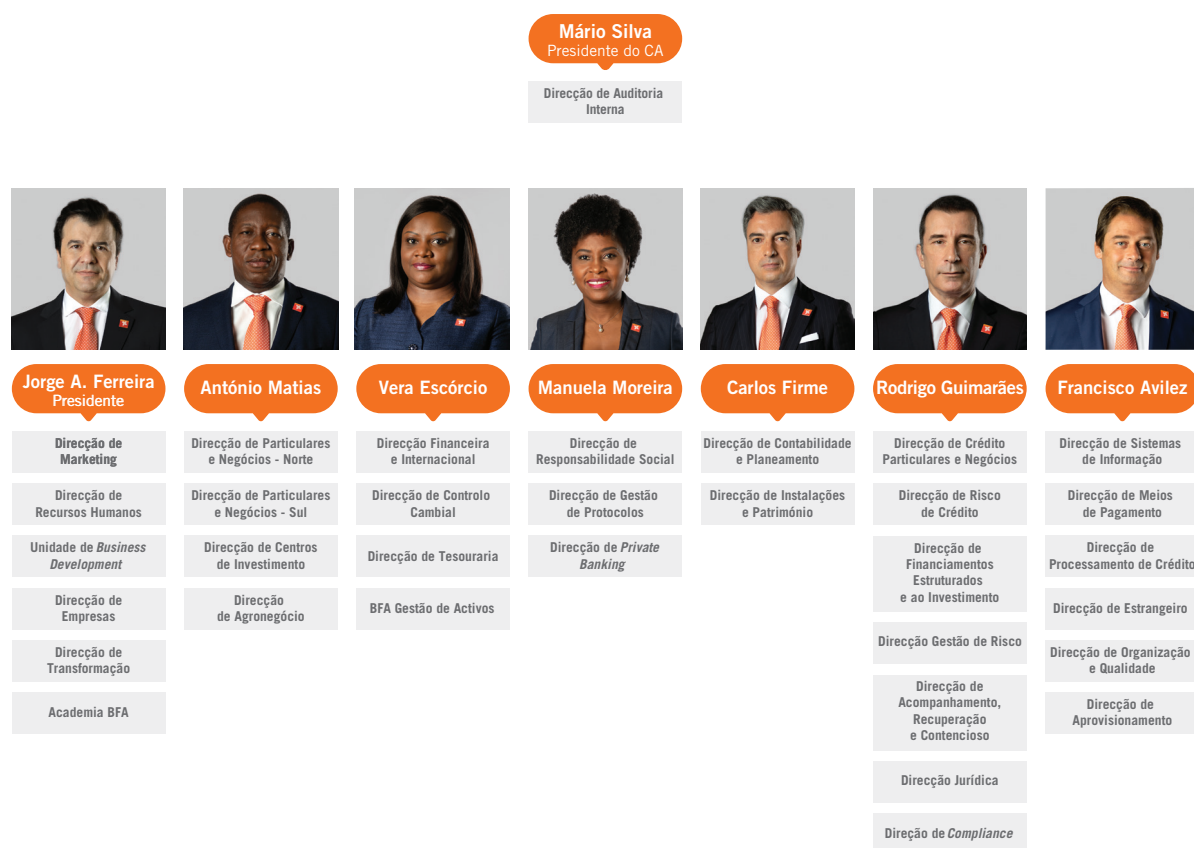 Mário Silva
Presidente do CA
Direcção de Auditoria
Interna
Jorge A. Ferreira
Presidente
Direcção de
Marketing
Direcção de
Recursos Humanos
Unidade de Business
Development
Direcção de
Empresas
Direcção de
Transformação
Academia BFA
António Matias
Direcção de Particulares
e Negócios - Norte
Direcção de Particulares
e Negócios - Sul
Direcção de Centros
de Investimento
Direcção
de Agronegócio
Vera Escórcio
Direcção Financeira
e Internacional
Direcção de Controlo
Cambial
Direcção de Tesouraria
BFA Gestão de Activos
Manuela Moreira
Direcção de
Responsabilidade Social
Direcção de Gestão
de Protocolos
Direcção de Private
Banking
Carlos Firme
Direcção de Contabilidade
e Planeamento
Direcção de Instalações
e Património
Rodrigo Guimarães
Direcção de Crédito
Particulares e Negócios
Direcção de Risco
de Crédito
Direcção de
Financiamentos
Estruturados
e ao Investimento
Direcção Gestão de Risco
Direcção de
Acompanhamento,
Recuperação
e Contencioso
Direcção Jurídica
Direção de Compliance
Francisco Avilez
Direcção de Sistemas
de Informação
Direcção de Meios
de Pagamento
Direcção de
Processamento de Crédito
Direcção de Estrangeiro
Direcção de Organização
e Qualidade
Direcção de
Aprovisionamento